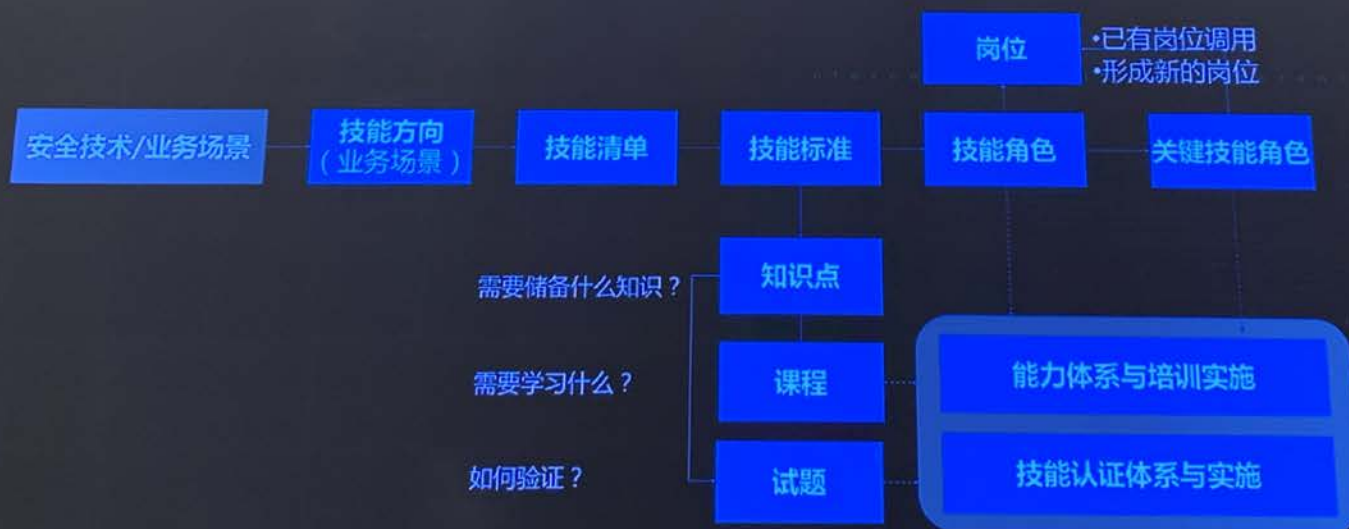 岗位
•已有岗位调用
•形成新的岗位
安全技术/业务场景
技能方向
（业务场景）
技能清单
技能标准
技能角色
关键技能角色
需要储备什么知识？
知识点
需要学习什么？
课程
能力体系与培训实施
如何验证？
试题
技能认证体系与实施